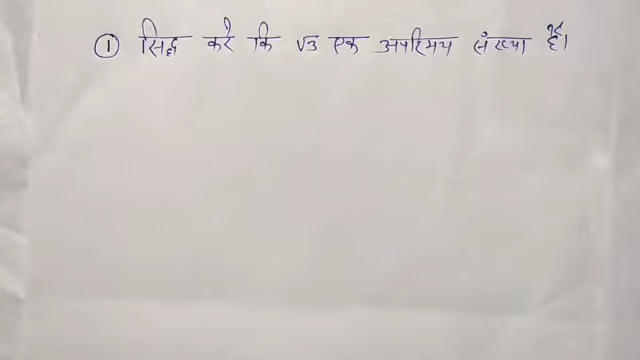 ① सिद्ध करे कि √3 एक अपरिमेय संख्या है।